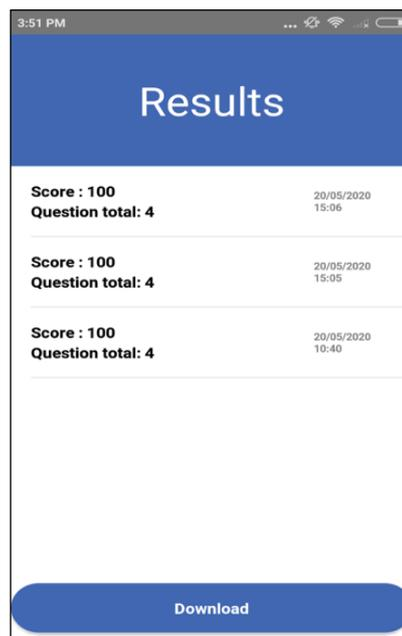 3:51 PM
Results
Score : 100
20/05/2020
Question total: 4
15:06
Score : 100
20/05/2020
Question total: 4
15:05
Score : 100
20/05/2020
Question total: 4
10:40
Download